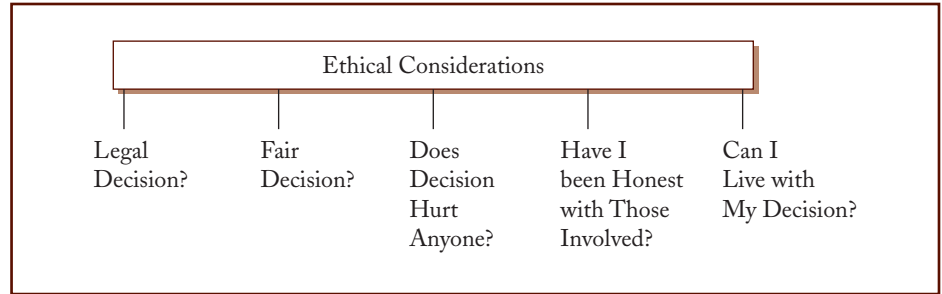 Ethical Considerations
Legal
Decision?
Fair
Decision?
Does
Decision
Hurt
Anyone?
Have I
been Honest
with Those
Involved?
Can I
Live with
My Decision?